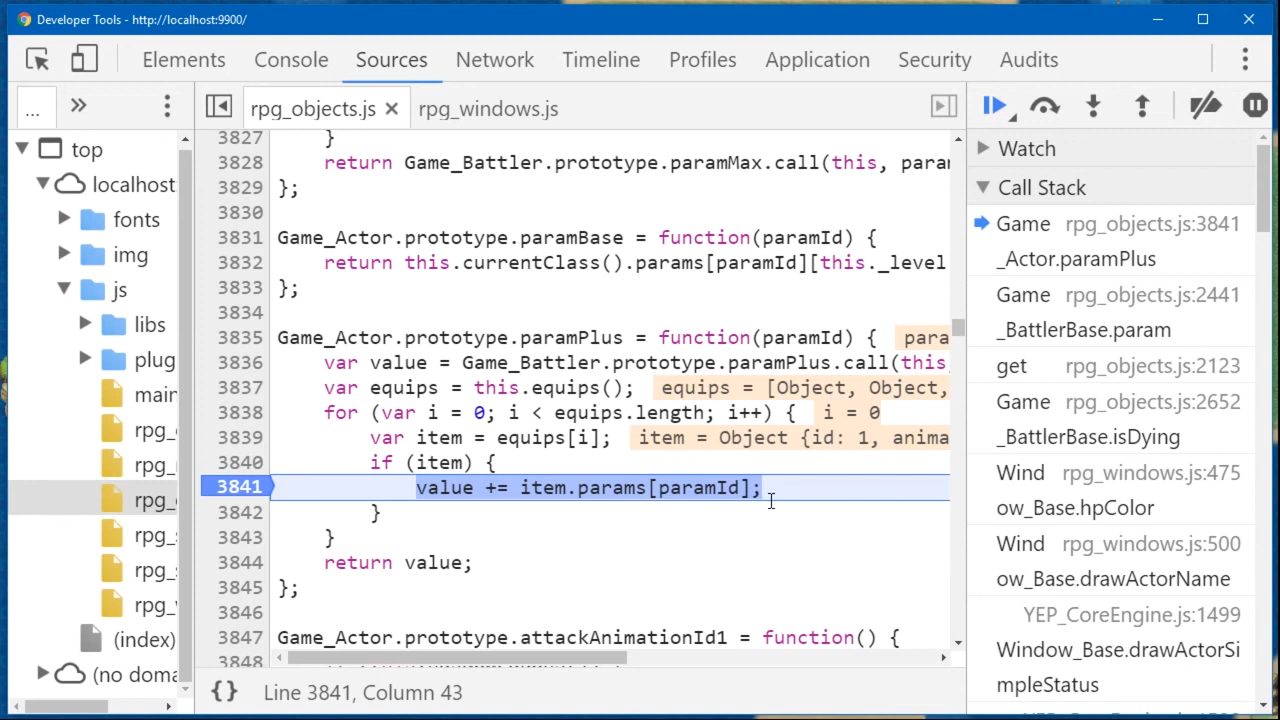 Developer Tools - http://localhost:9900/
Elements Console Sources Network Timeline Profiles Application Security Audits
... »
rpg_objects.js × rpg_windows.js
top
localhost
fonts
img
js
libs
plug
main
rpg_
rpg_
rpg_
rpg_s
rpg_s
rpg_
(index)
(no doma
3827 }
3828 return Game_Battler.prototype.paramMax.call(this, param
3829 };
3830
3831 Game_Actor.prototype.paramBase = function(paramId) {
3832 return this.currentClass().params[paramId][this._level
3833 };
3834
3835 Game_Actor.prototype.paramPlus = function(paramId) { para
3836 var value = Game_Battler.prototype.paramPlus.call(this
3837 var equips = this.equips(); equips = [Object, Object,
3838 for (var i = 0; i < equips.length; i++) { i = 0
3839 var item = equips[i]; item = Object {id: 1, anima
3840 if (item) {
3841 value += item.params[paramId];
3842 }
3843 }
3844 return value;
3845 };
3846
3847 Game_Actor.prototype.attackAnimationId1 = function() {
3848
{} Line 3841, Column 43
Watch
Call Stack
Game rpg_objects.js:3841
_Actor.paramPlus
Game rpg_objects.js:2441
_BattlerBase.param
get rpg_objects.js:2123
Game rpg_objects.js:2652
_BattlerBase.isDying
Wind rpg_windows.js:475
ow_Base.hpColor
Wind rpg_windows.js:500
ow_Base.drawActorName
YEP_CoreEngine.js:1499
Window_Base.drawActorSi
mpleStatus